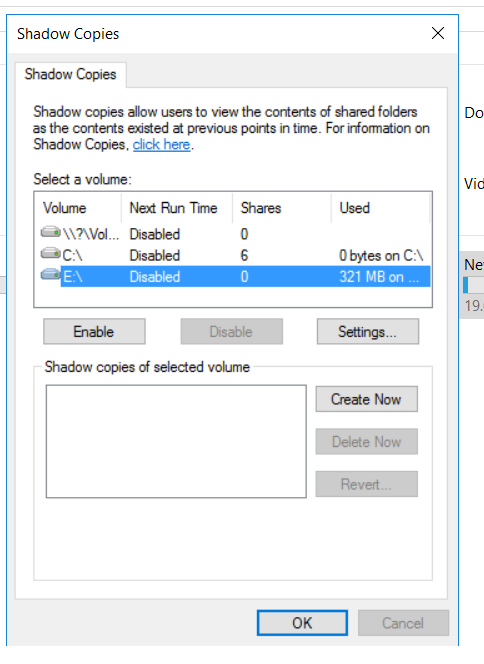 Shadow Copies
Shadow Copies
Shadow copies allow users to view the contents of shared folders
as the contents existed at previous points in time. For information on
Shadow Copies, click here.
Select a volume:
Volume Next Run Time Shares Used
\\?\Vol... Disabled 0
C:\ Disabled 6 0 bytes on C:\
E:\ Disabled 0 321 MB on ...
Enable Disable Settings...
Shadow copies of selected volume
Create Now
Delete Now
Revert...
OK Cancel
Do
Vid
Ne
19.